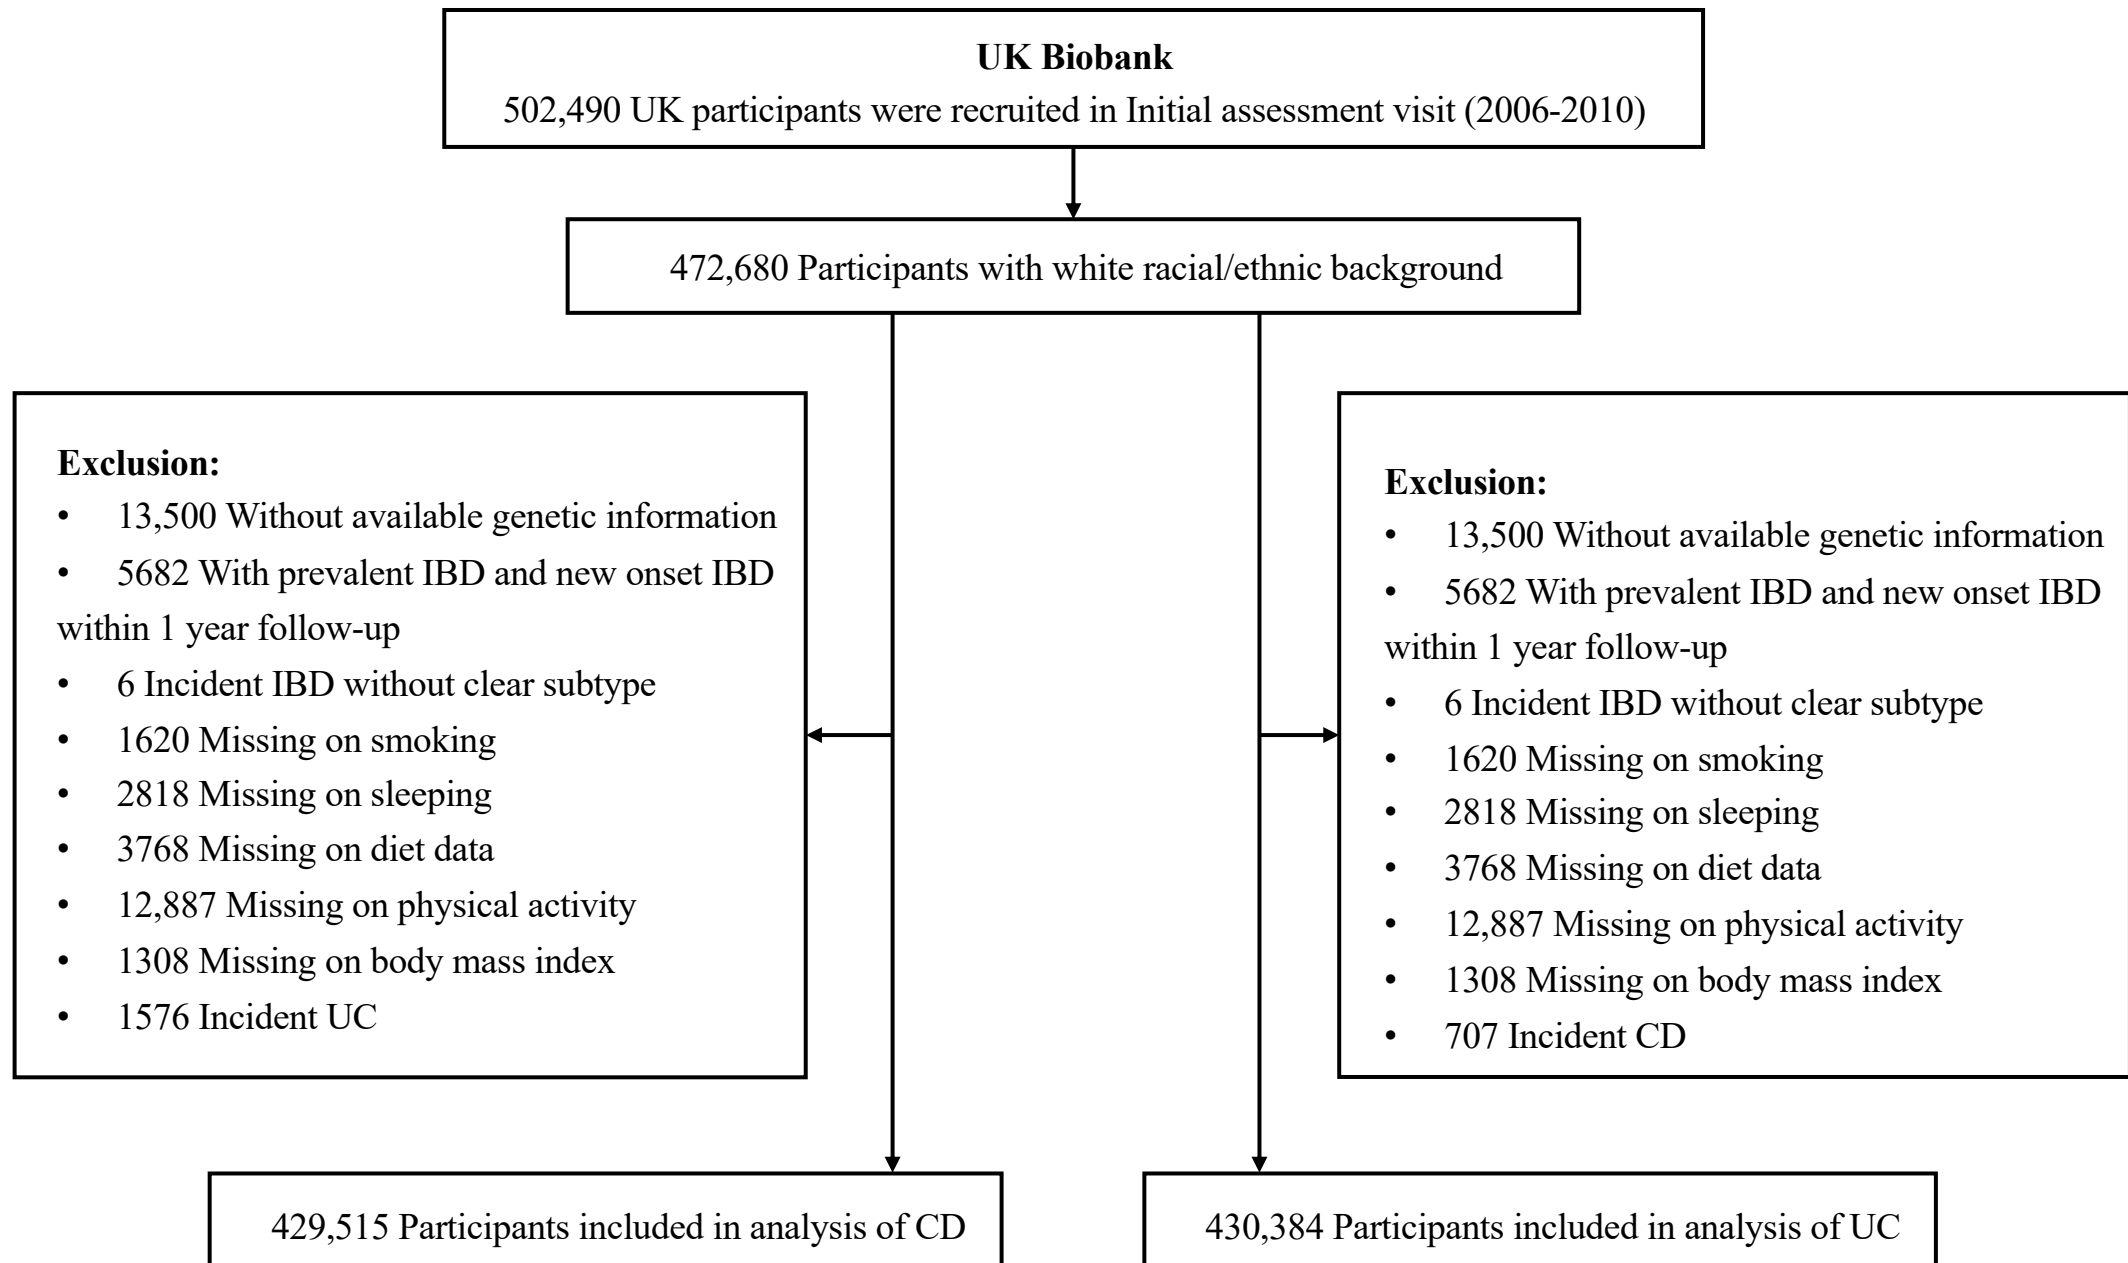 UK Biobank
502,490 UK participants were recruited in Initial assessment visit (2006-2010)
472,680 Participants with white racial/ethnic background
Exclusion:
• 13,500 Without available genetic information
• 5682 With prevalent IBD and new onset IBD
within 1 year follow-up
• 6 Incident IBD without clear subtype
• 1620 Missing on smoking
• 2818 Missing on sleeping
• 3768 Missing on diet data
• 12,887 Missing on physical activity
• 1308 Missing on body mass index
• 1576 Incident UC
Exclusion:
• 13,500 Without available genetic information
• 5682 With prevalent IBD and new onset IBD
within 1 year follow-up
• 6 Incident IBD without clear subtype
• 1620 Missing on smoking
• 2818 Missing on sleeping
• 3768 Missing on diet data
• 12,887 Missing on physical activity
• 1308 Missing on body mass index
• 707 Incident CD
429,515 Participants included in analysis of CD
430,384 Participants included in analysis of UC